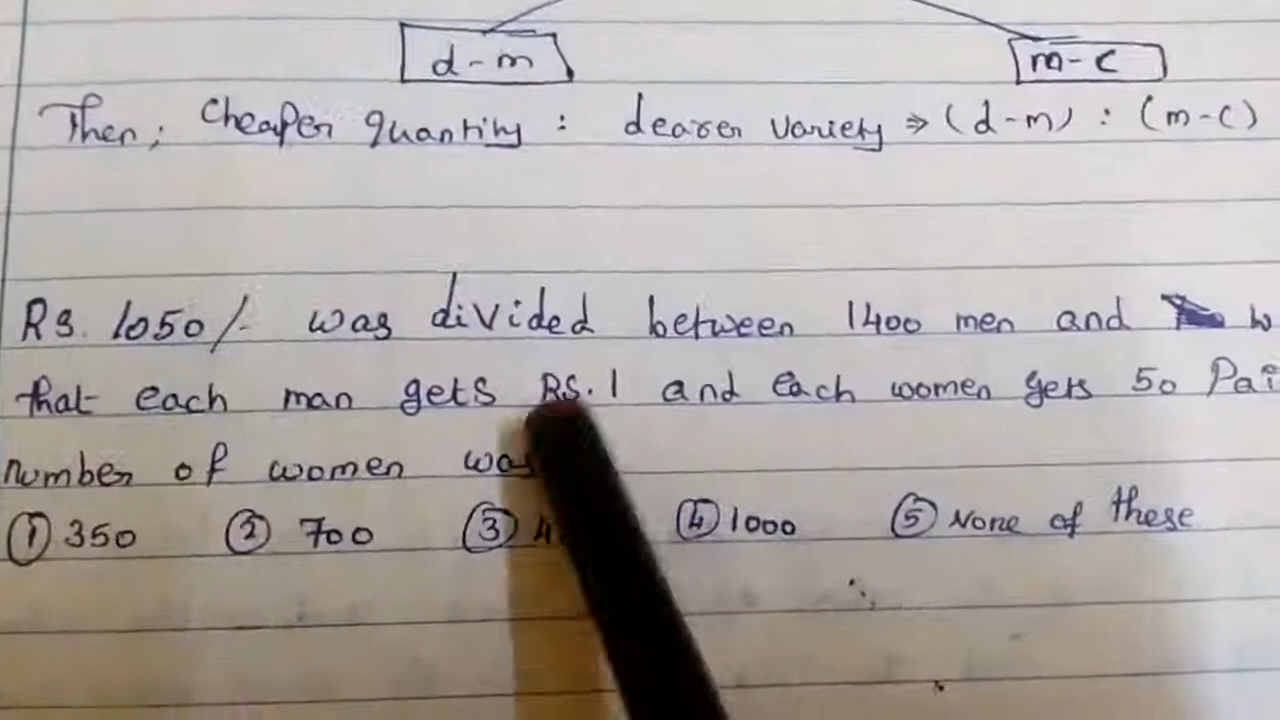 d-m
m-c
Then; Cheaper quantity : dearer variety ⇒ (d-m) : (m-c)
Rs. 1050/- was divided between 1400 men and
that each man gets RS. 1 and each women gets 50
number of women was
① 350 ② 700 ③ ④ 1000 ⑤ None of these